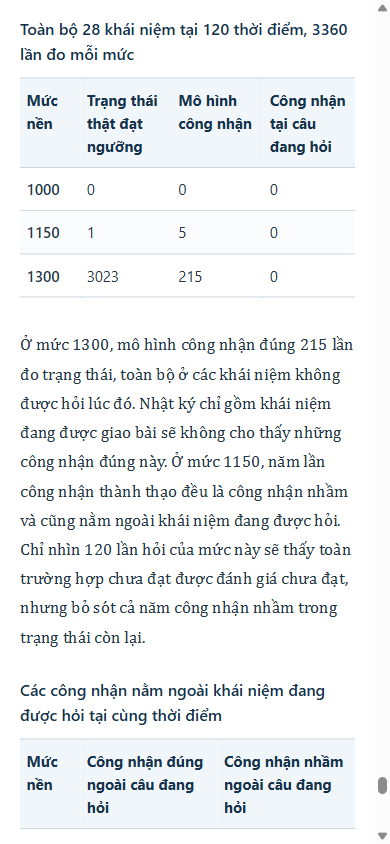 Toàn bộ 28 khái niệm tại 120 thời điểm, 3360
lần đo mỗi mức
Mức nền | Trạng thái thật đạt ngưỡng | Mô hình công nhận | Công nhận tại câu đang hỏi
1000 | 0 | 0 | 0
1150 | 1 | 5 | 0
1300 | 3023 | 215 | 0
Ở mức 1300, mô hình công nhận đúng 215 lần
đo trạng thái, toàn bộ ở các khái niệm không
được hỏi lúc đó. Nhật ký chỉ gồm khái niệm
đang được giao bài sẽ không cho thấy những
công nhận đúng này. Ở mức 1150, năm lần
công nhận thành thạo đều là công nhận nhầm
và cũng nằm ngoài khái niệm đang được hỏi.
Chỉ nhìn 120 lần hỏi của mức này sẽ thấy toàn
trường hợp chưa đạt được đánh giá chưa đạt,
nhưng bỏ sót cả năm công nhận nhầm trong
trạng thái còn lại.
Các công nhận nằm ngoài khái niệm đang
được hỏi tại cùng thời điểm
Mức nền | Công nhận đúng ngoài câu đang hỏi | Công nhận nhầm ngoài câu đang hỏi